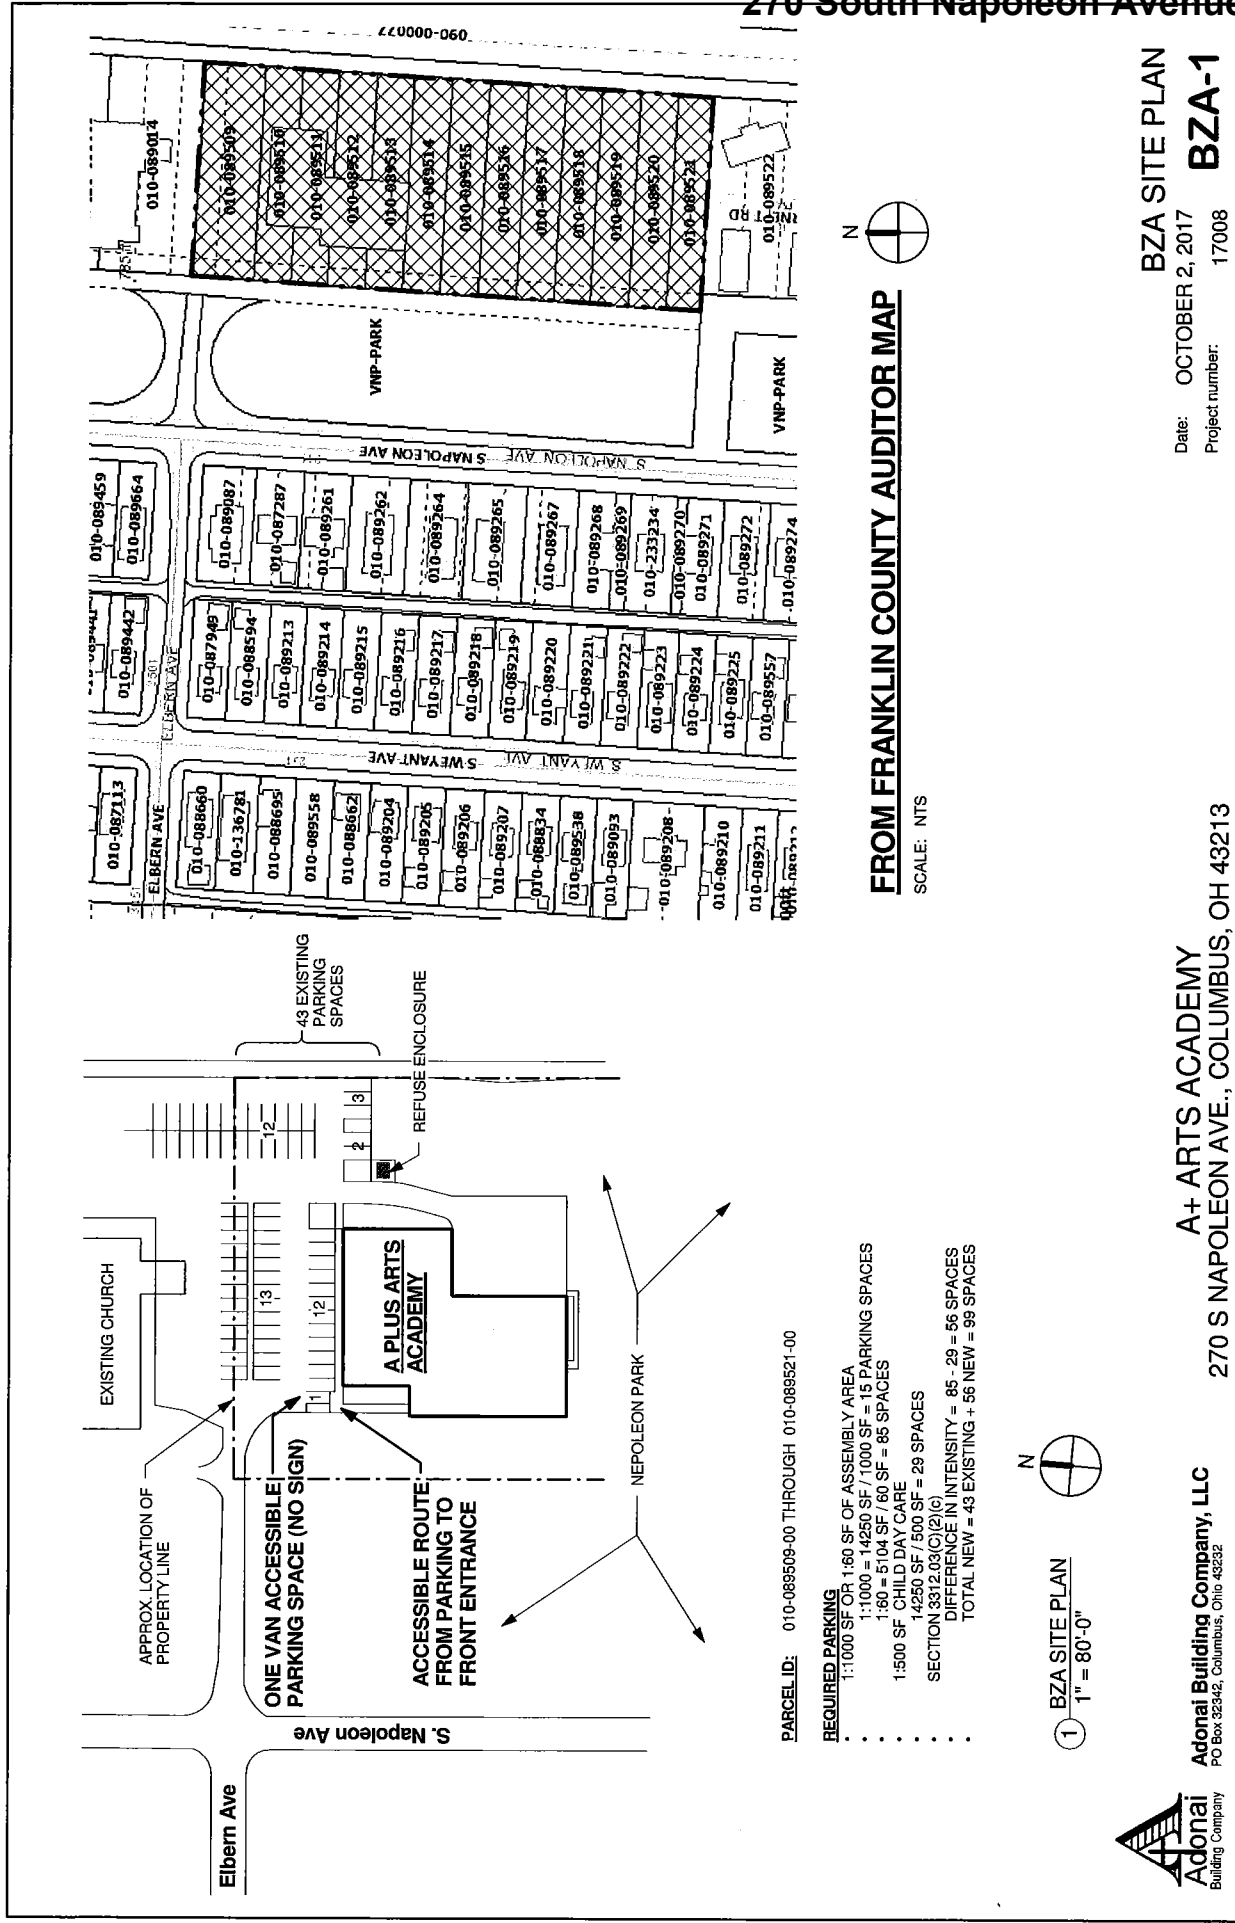 270 South Napoleon Avenue
EXISTING CHURCH
APPROX. LOCATION OF
PROPERTY LINE
43 EXISTING
PARKING
SPACES
REFUSE ENCLOSURE
12
13
12
1
2
3
A PLUS ARTS
ACADEMY
ONE VAN ACCESSIBLE
PARKING SPACE (NO SIGN)
ACCESSIBLE ROUTE
FROM PARKING TO
FRONT ENTRANCE
Elbern Ave
S. Napoleon Ave
NEPOLEON PARK
PARCEL ID: 010-089509-00 THROUGH 010-089521-00
REQUIRED PARKING
1:1000 SF OR 1:60 SF OF ASSEMBLY AREA
1:1000 = 14250 SF / 1000 SF = 15 PARKING SPACES
1:60 = 5104 SF / 60 SF = 85 SPACES
1:500 SF CHILD DAY CARE
14250 SF / 500 SF = 29 SPACES
SECTION 3312.03(C)(2)(c)
DIFFERENCE IN INTENSITY = 85 - 29 = 56 SPACES
TOTAL NEW = 43 EXISTING + 56 NEW = 99 SPACES
1 BZA SITE PLAN
1" = 80'-0"
N
010-087113
ELBERN AVE
010-088660
010-136781
010-088695
010-089558
010-088662
010-089204
010-089205
010-089206
010-089207
010-088834
010-089538
010-089093
010-089208
010-089210
010-089211
S WEYANT AVE
S WEYANT AVE
010-089442
ELBERN AVE
010-087949
010-088594
010-089213
010-089214
010-089215
010-089216
010-089217
010-089218
010-089219
010-089220
010-089221
010-089222
010-089223
010-089224
010-089225
010-089557
010-089459
010-089664
010-089087
010-087287
010-089261
010-089262
010-089264
010-089265
010-089267
010-089268
010-089269
010-233234
010-089270
010-089271
010-089272
010-089274
S NAPOLEON AVE
S NAPOLEON AVE
VNP-PARK
VNP-PARK
010-089014
010-089509
010-089510
010-089511
010-089512
010-089513
010-089514
010-089515
010-089516
010-089517
010-089518
010-089519
010-089520
010-089521
010-089522
090-000077
FROM FRANKLIN COUNTY AUDITOR MAP
SCALE: NTS
N
Adonai
Building Company
Adonai Building Company, LLC
PO Box 32342, Columbus, Ohio 43232
A+ ARTS ACADEMY
270 S NAPOLEON AVE., COLUMBUS, OH 43213
BZA SITE PLAN
Date: OCTOBER 2, 2017
Project number: 17008
BZA-1